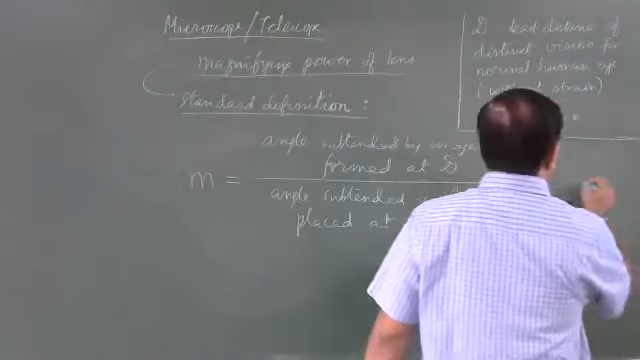 Microscope/Telescope
Magnifying power of lens
Standard definition :
angle subtended by image
formed at D
m =
angle subtended
placed at
D - least distance of
distinct vision for
normal human eye
(without strain)